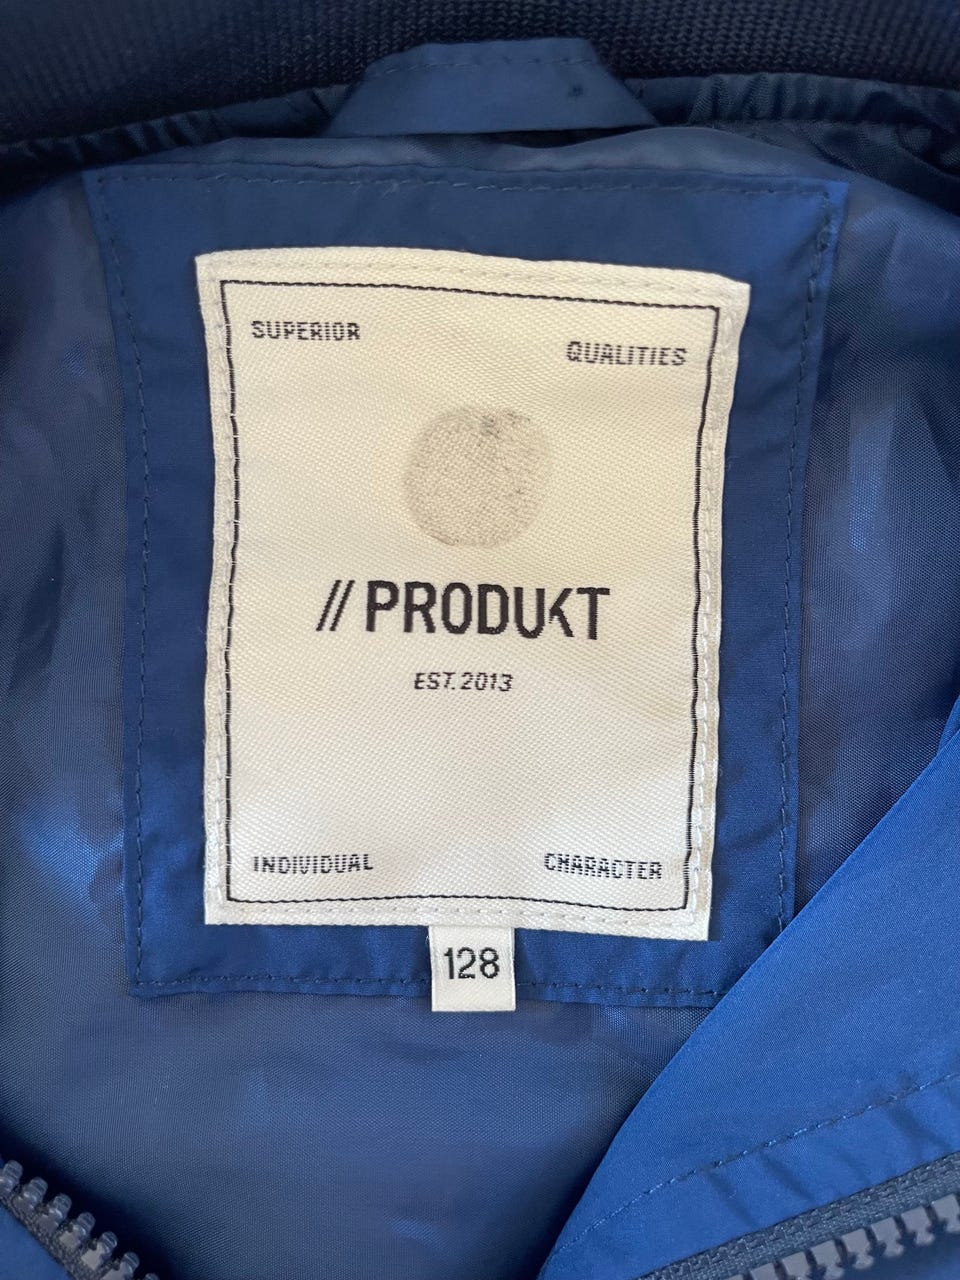 SUPERIOR
QUALITIES
// PRODUKT
EST. 2013
INDIVIDUAL
CHARACTER
128